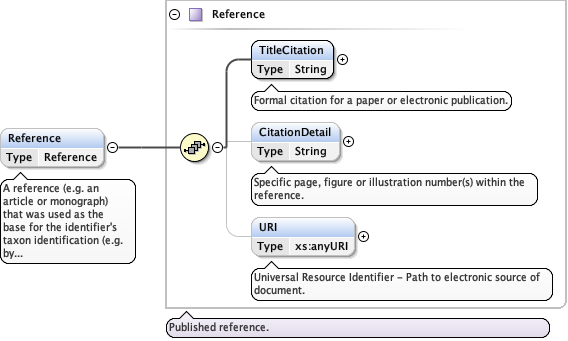 Reference
TitleCitation
Type String
Formal citation for a paper or electronic publication.
Reference
Type Reference
A reference (e.g. an
article or monograph)
that was used as the
base for the identifier's
taxon identification (e.g.
by...
CitationDetail
Type String
Specific page, figure or illustration number(s) within the
reference.
URI
Type xs:anyURI
Universal Resource Identifier - Path to electronic source of
document.
Published reference.